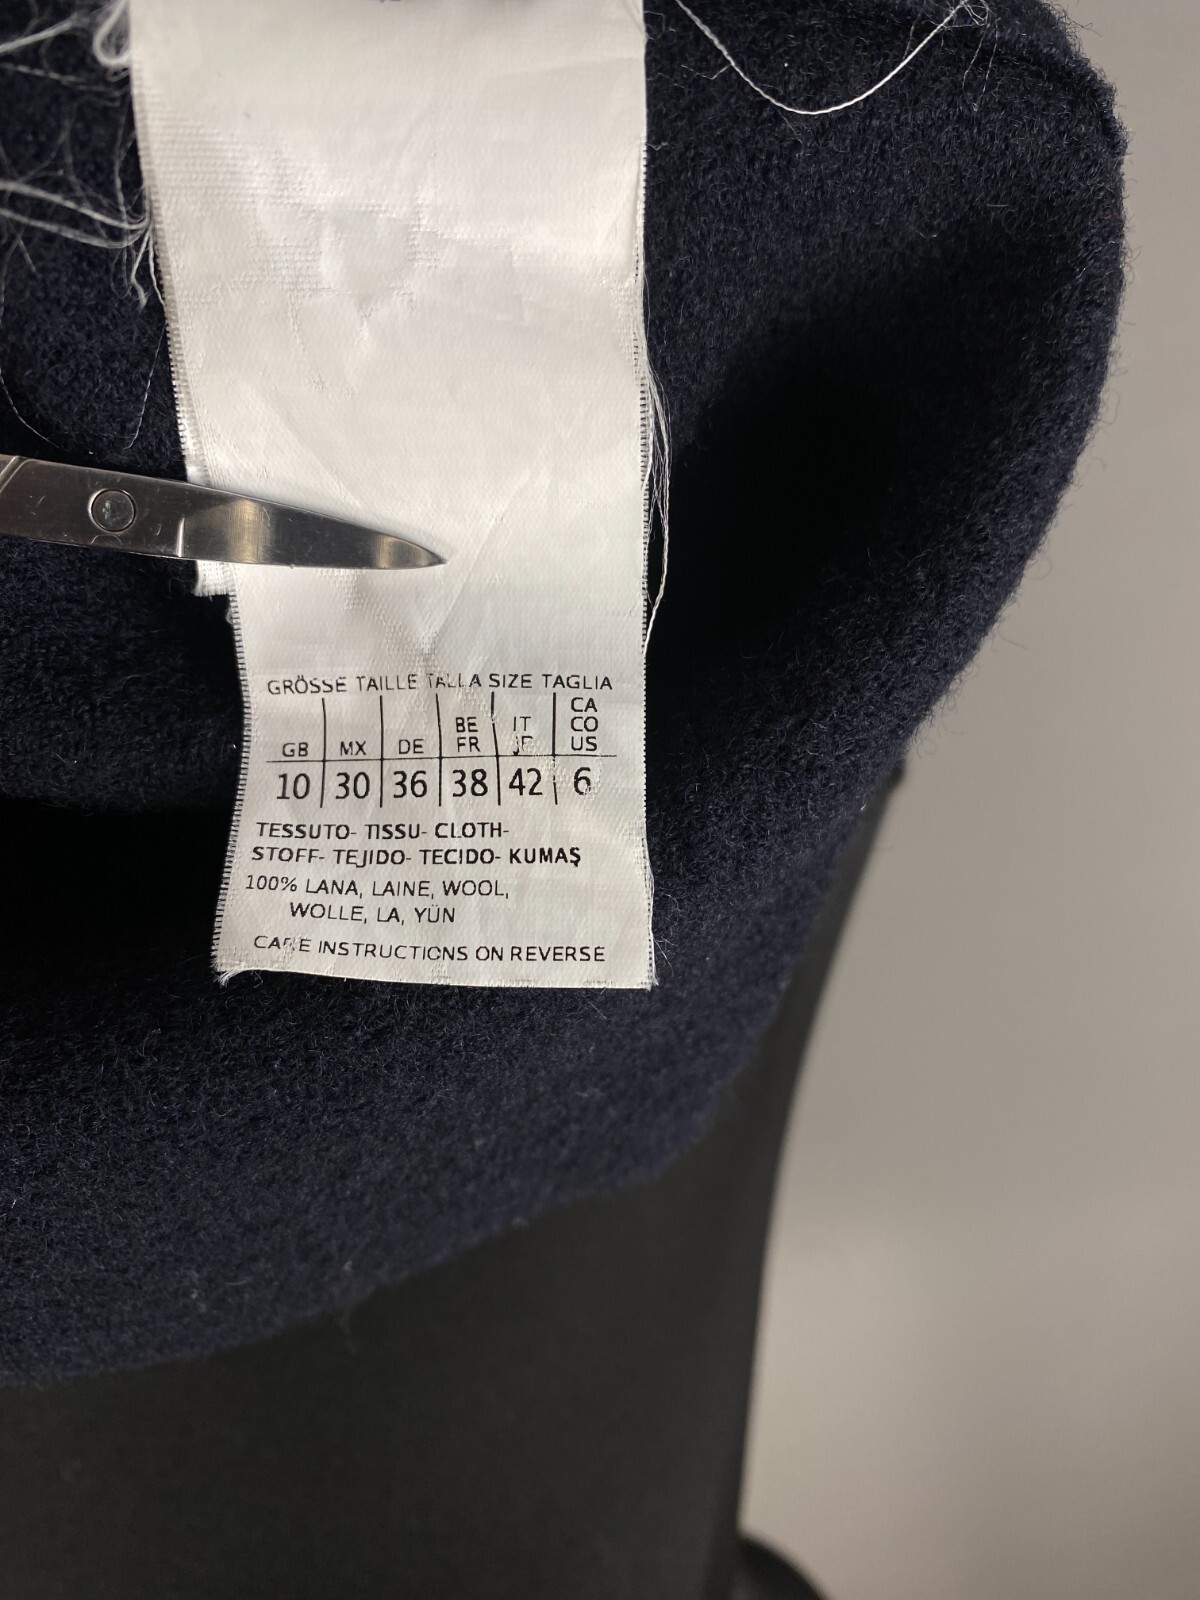 GRÖSSE TAILLE TALLA SIZE TAGLIA
GB MX DE BE FR IT CA CO US
10 30 36 38 42 6
TESSUTO- TISSU- CLOTH-
STOFF- TEJIDO- TECIDO- KUMAŞ
100% LANA, LAINE, WOOL,
WOLLE, LA, YÜN
CARE INSTRUCTIONS ON REVERSE